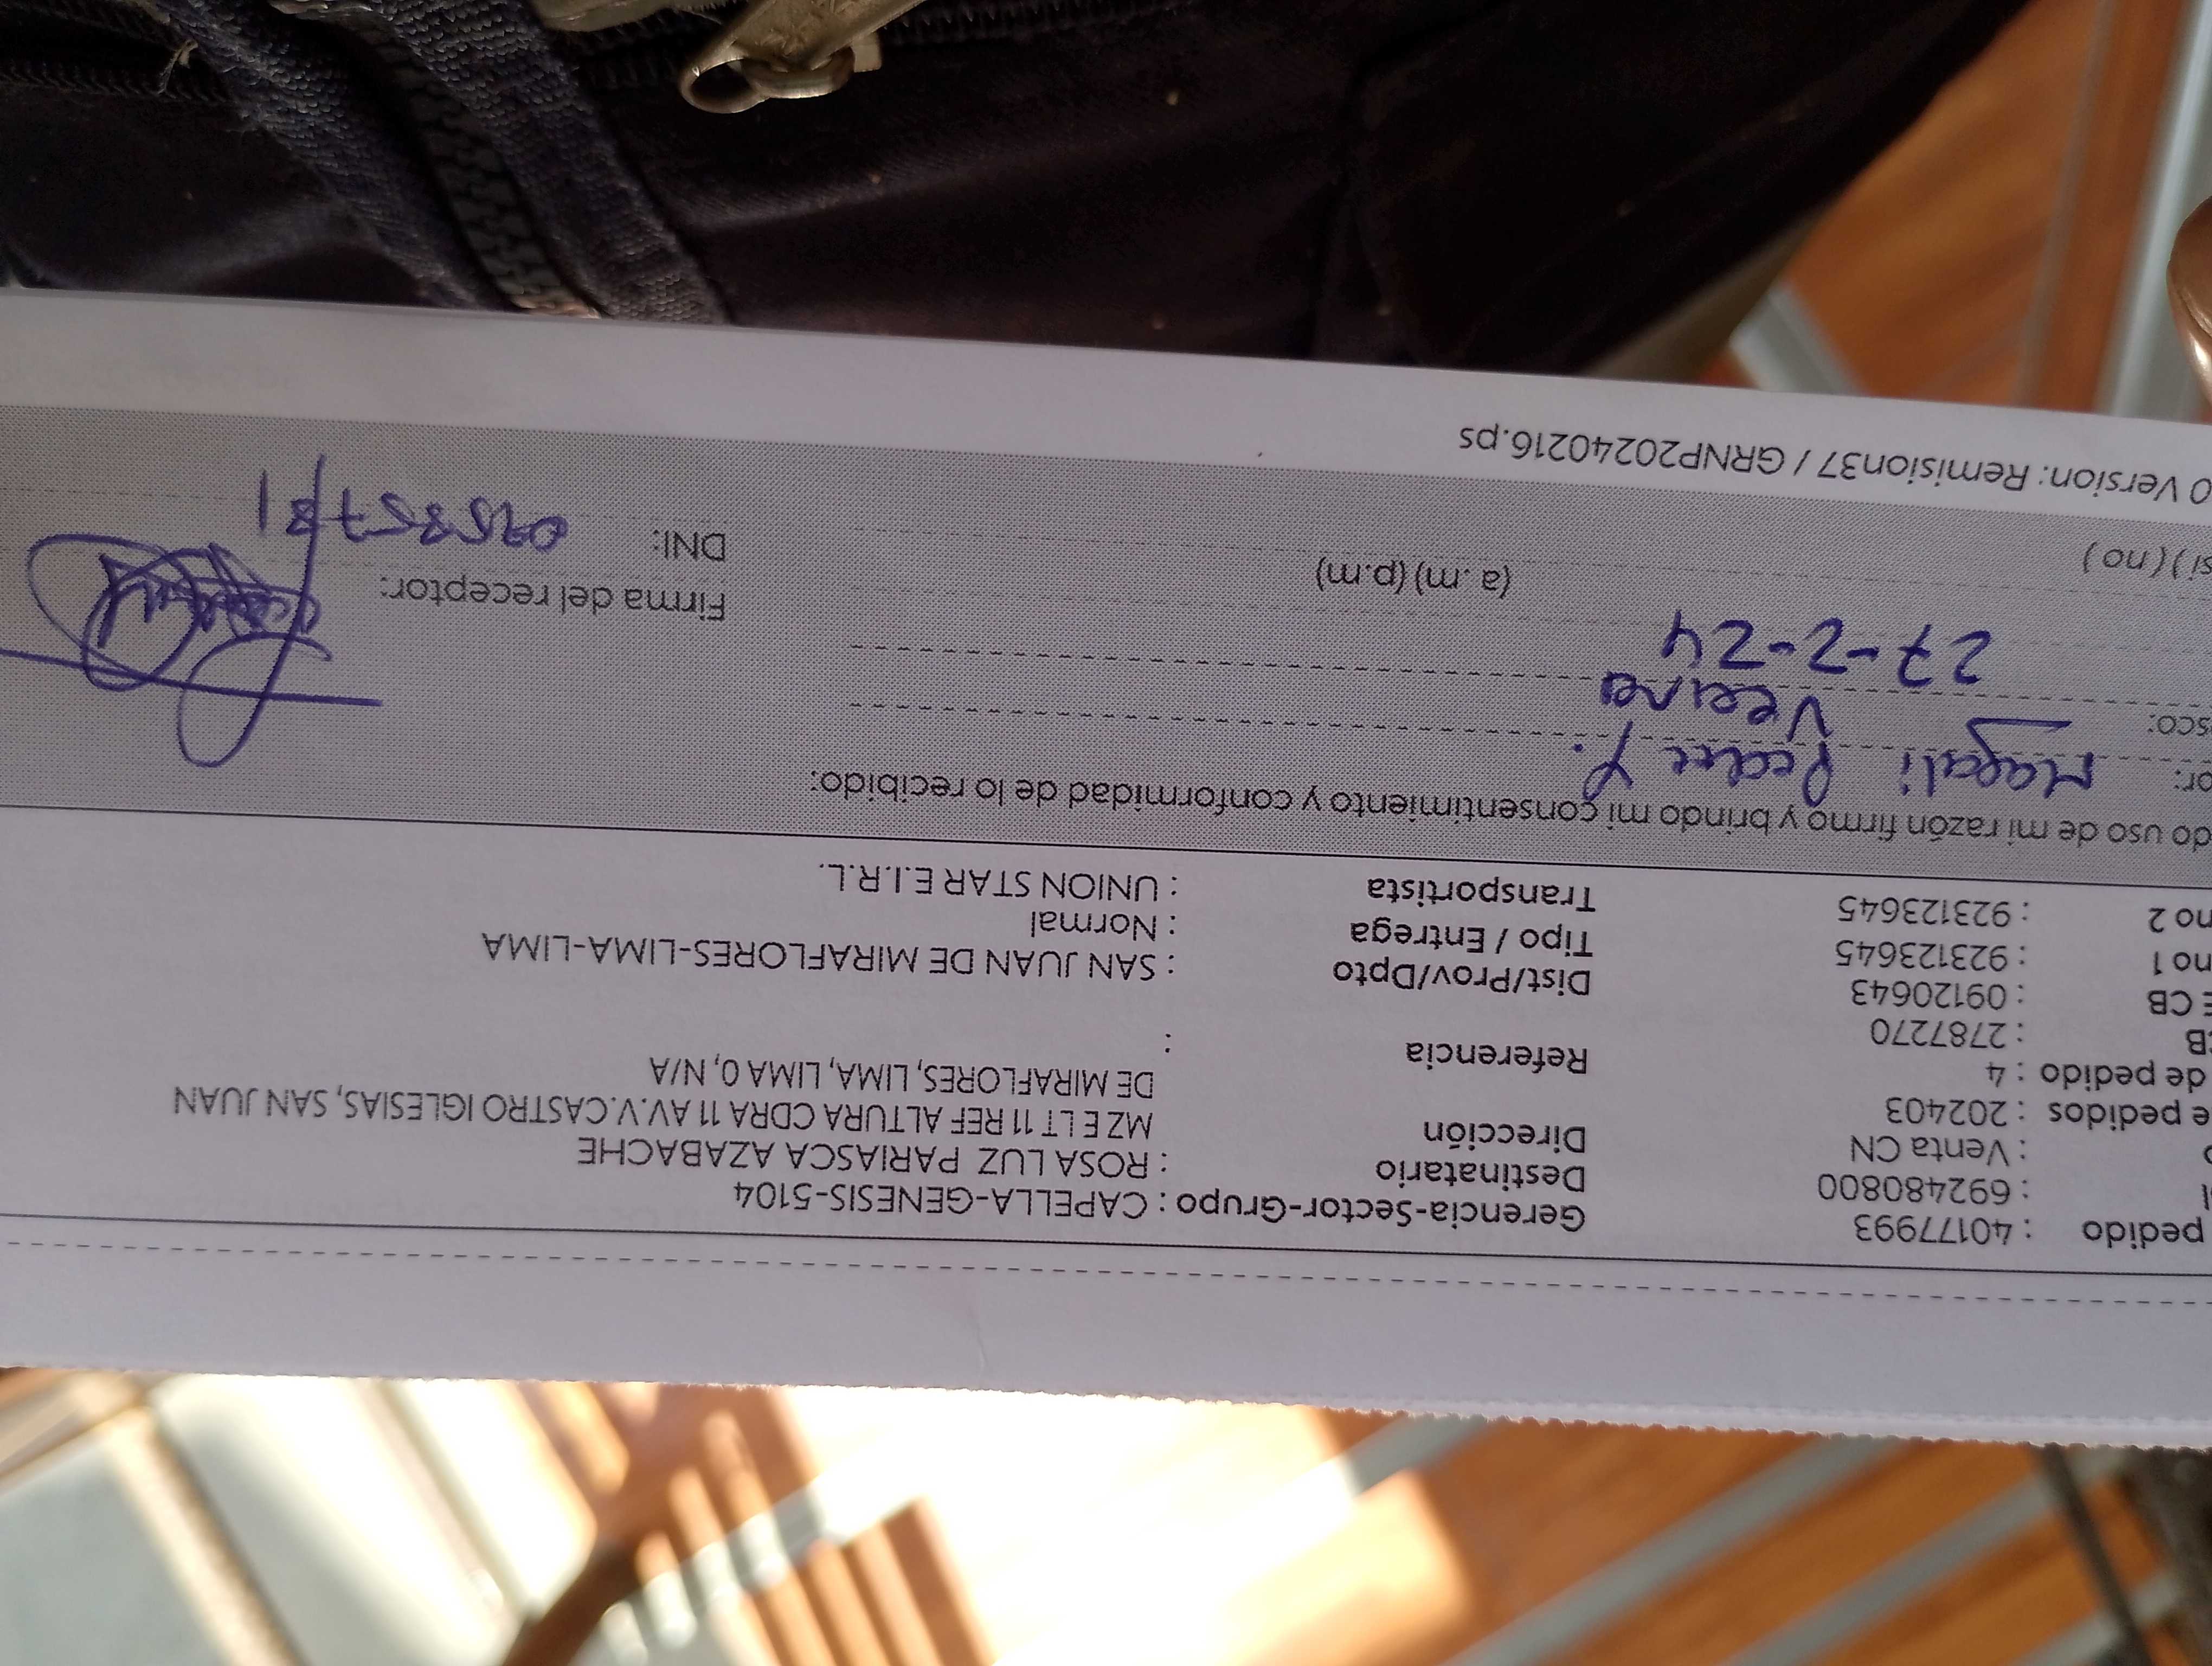 pedido : 40177993 Gerencia-Sector-Grupo : CAPELLA-GENESIS-5104
: 692480800 Destinatario : ROSA LUZ PARIASCA AZABACHE
: Venta CN Dirección MZ E LT 11 REF ALTURA CDRA 11 AV.V.CASTRO IGLESIAS, SAN JUAN
e pedidos : 202403 DE MIRAFLORES, LIMA, LIMA 0, N/A
de pedido : 4 Referencia :
CB : 2787270
E CB : 09120643 Dist/Prov/Dpto : SAN JUAN DE MIRAFLORES-LIMA-LIMA
no 1 : 923123645 Tipo / Entrega : Normal
no 2 : 923123645 Transportista : UNION STAR E.I.R.L.
do uso de mi razón firmo y brindo mi consentimiento y conformidad de lo recibido:
or: Magali
sco: Vecina
27-2-24 Firma del receptor:
si ) ( no ) (a .m) (p.m) DNI:
0 Version: Remision37 / GRNP20240216.ps